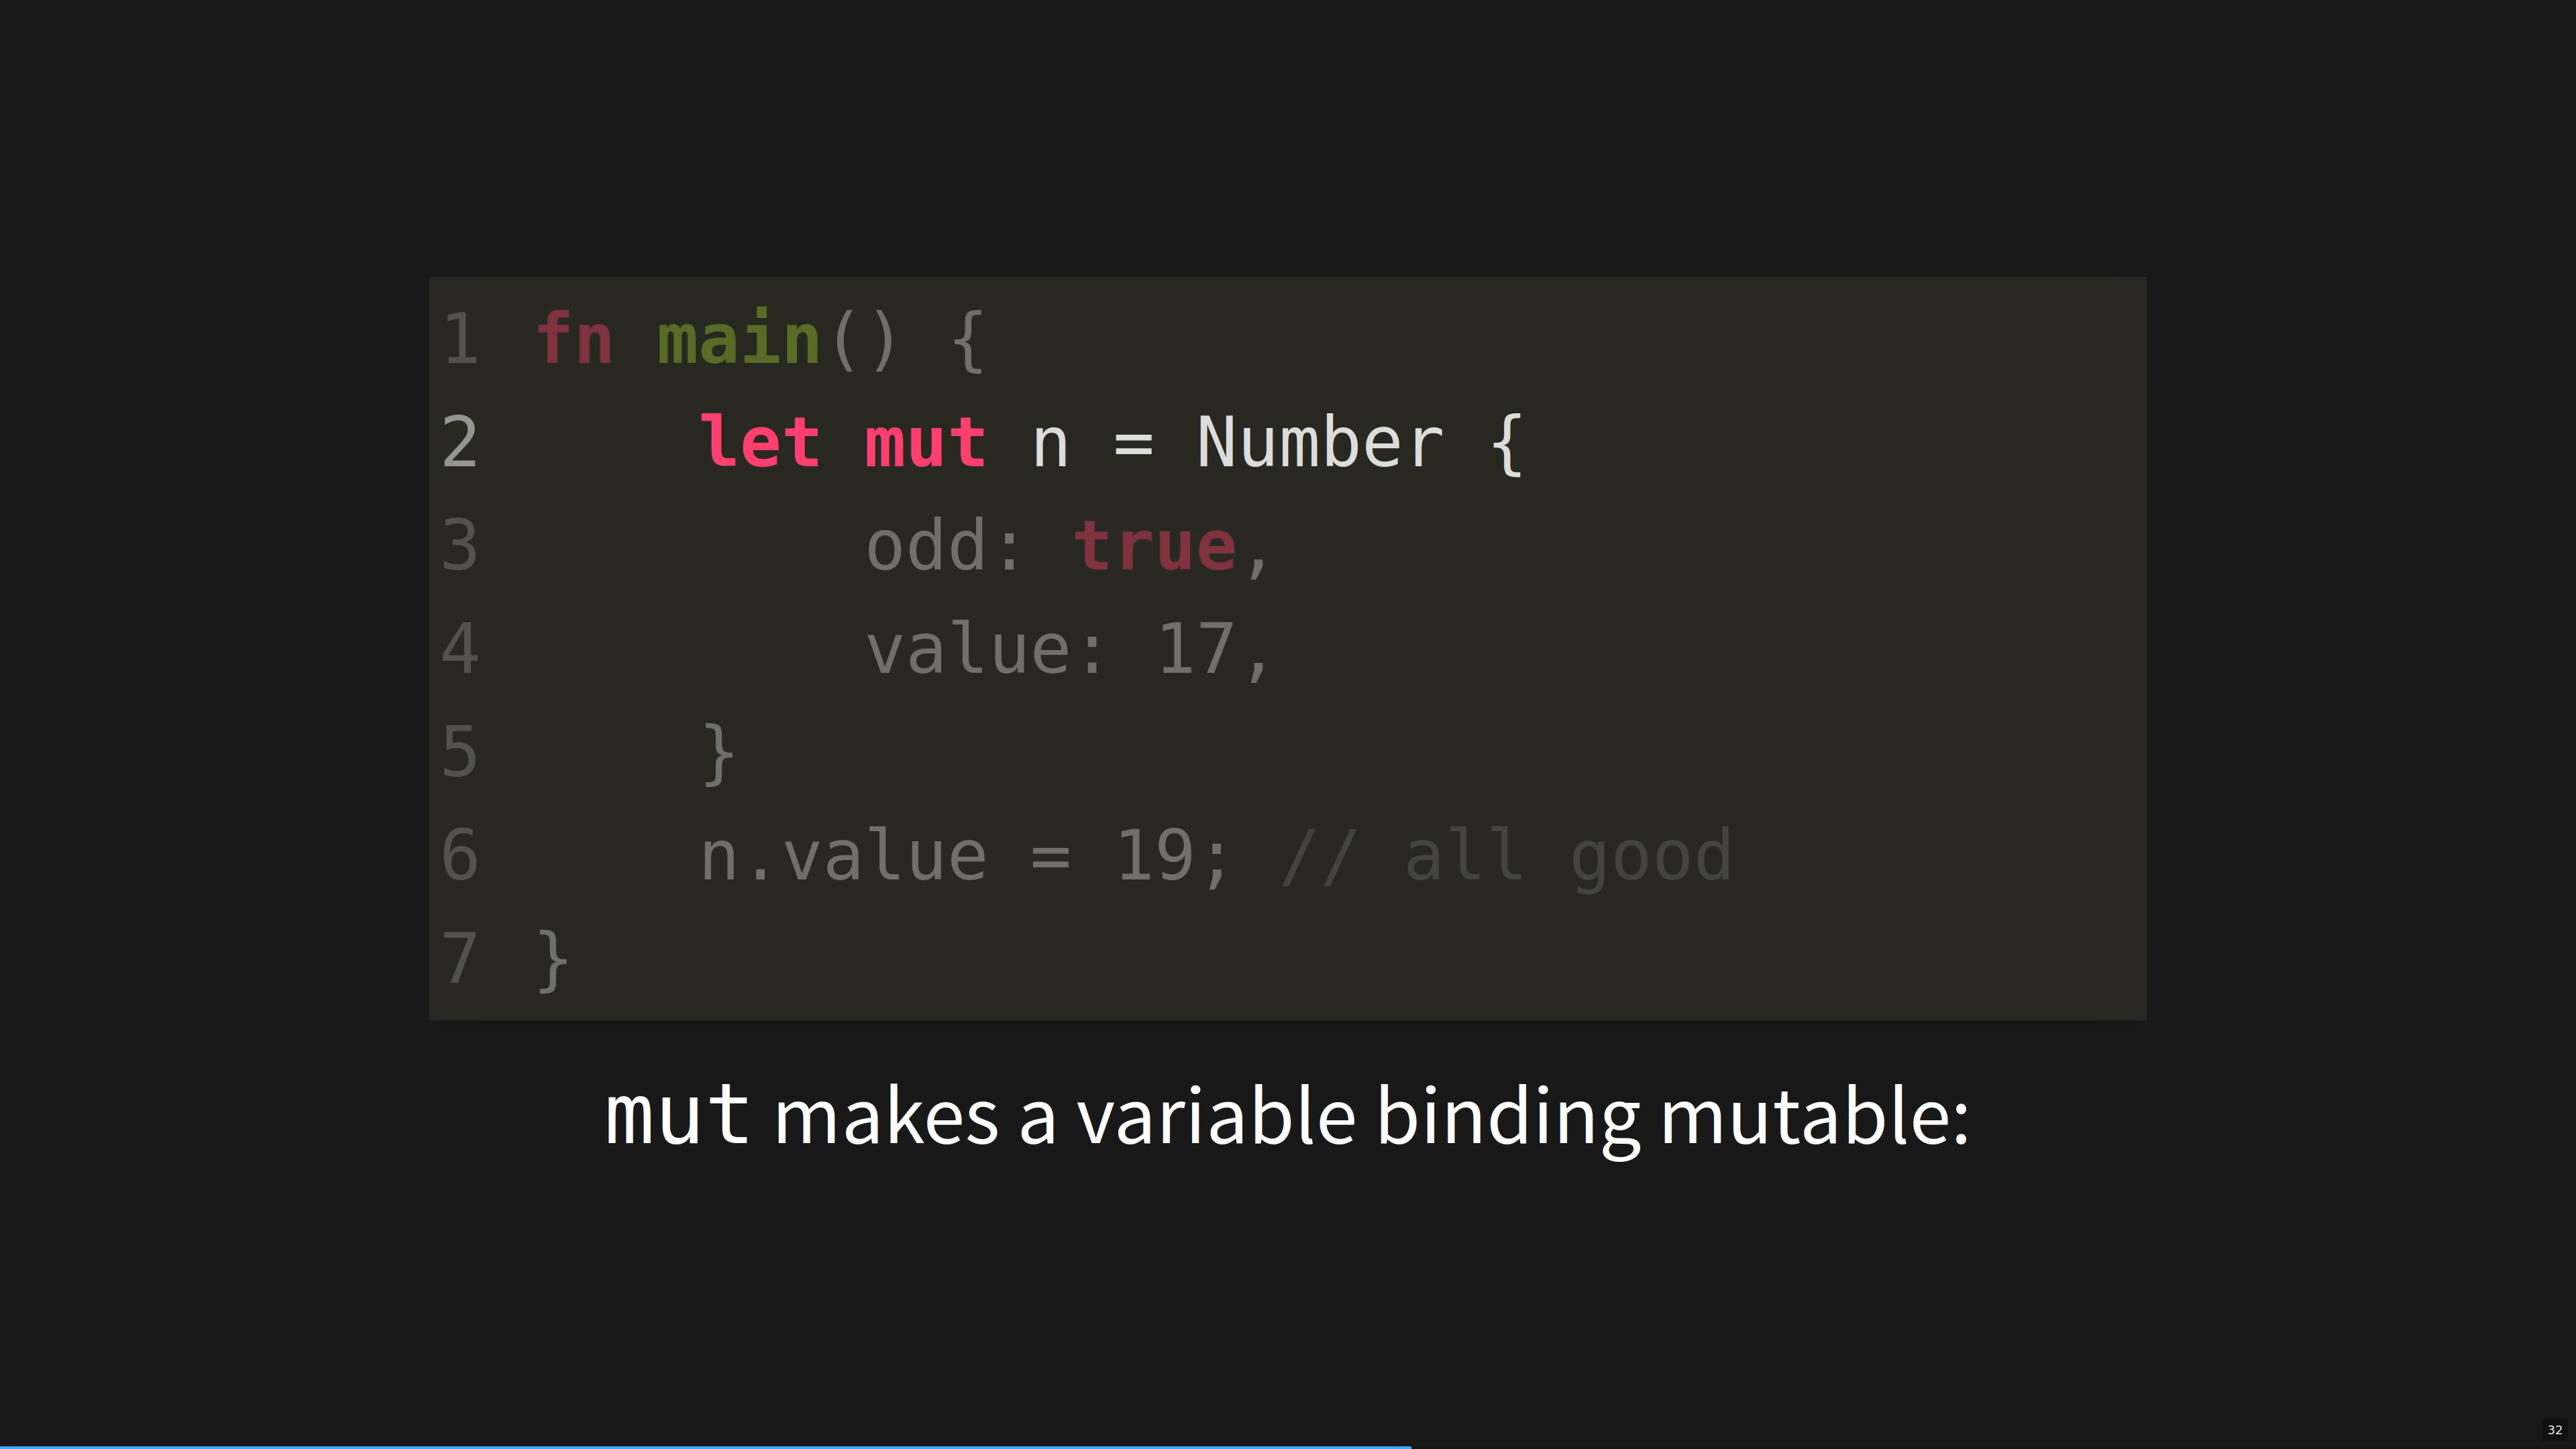 1 fn main() {
2     let mut n = Number {
3         odd: true,
4         value: 17,
5     }
6     n.value = 19; // all good
7 }
mut makes a variable binding mutable:
32